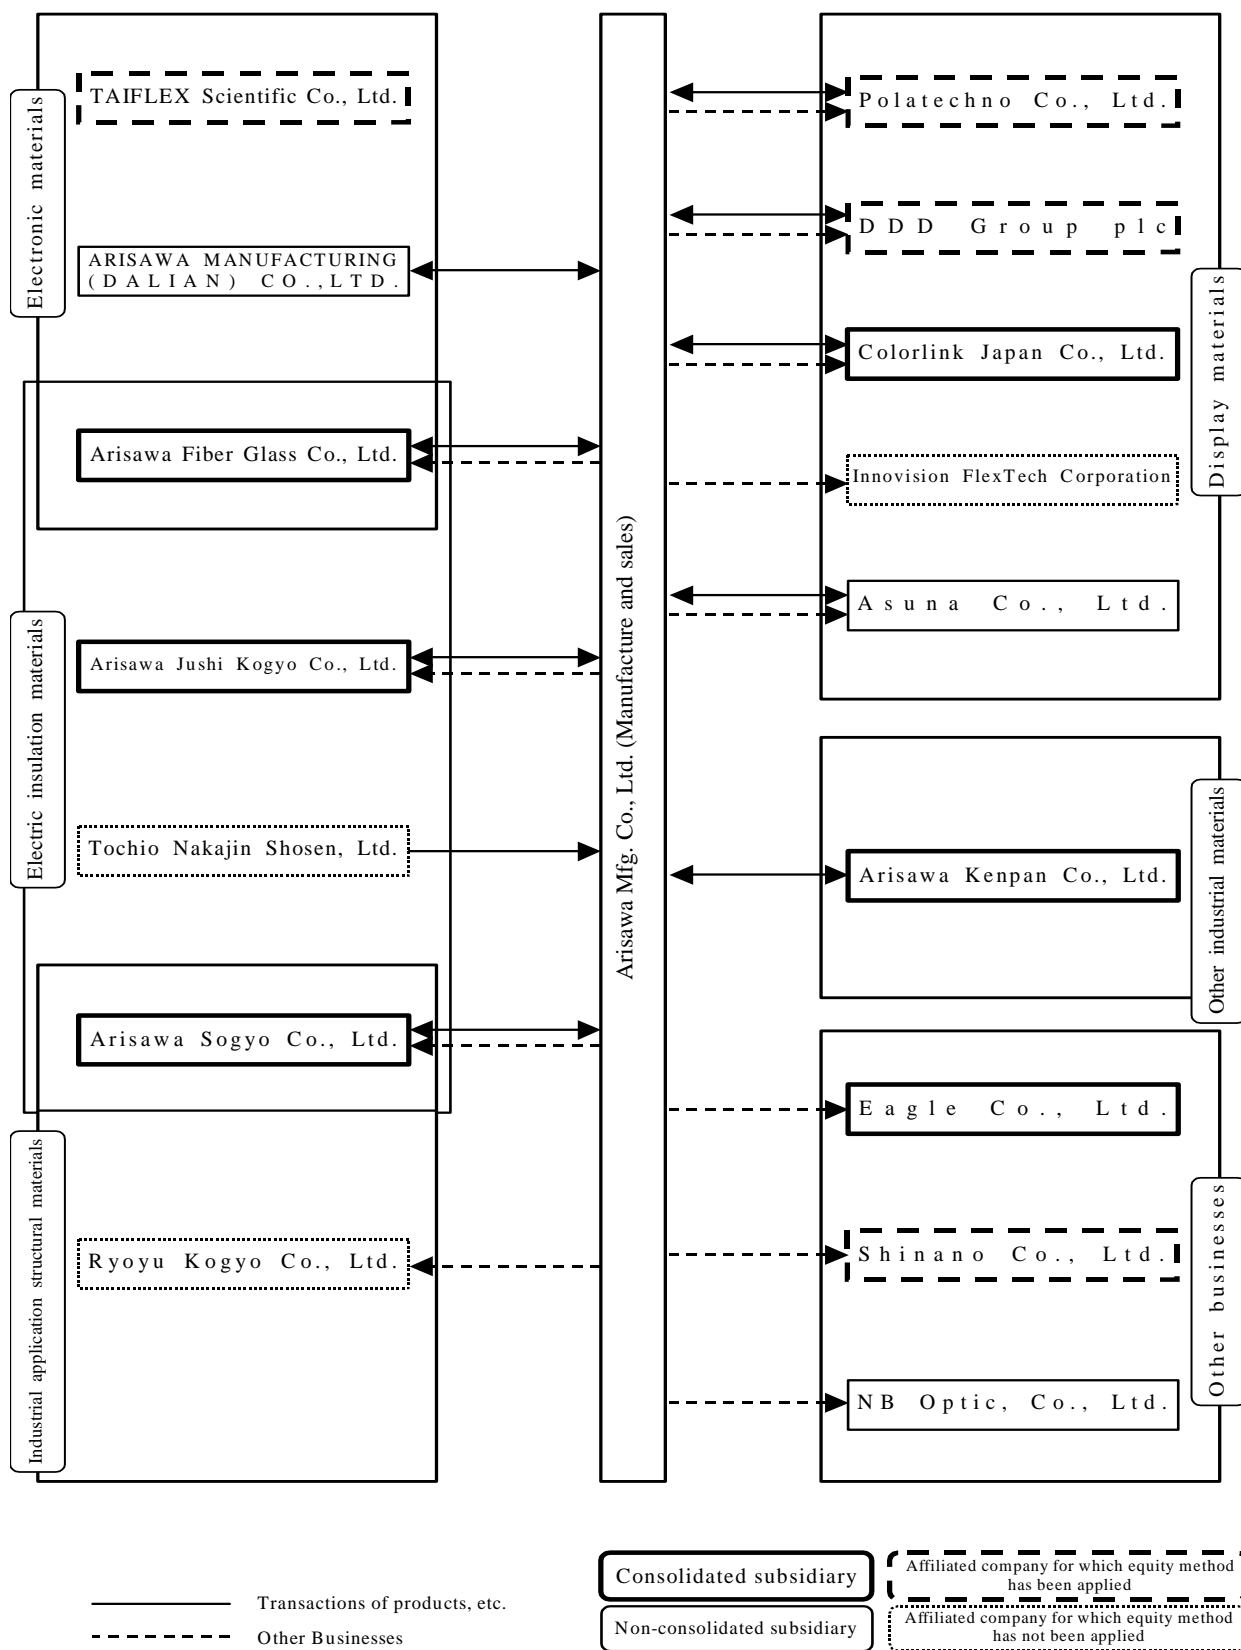 Electronic materials
TAIFLEX Scientific Co., Ltd.
ARISAWA MANUFACTURING
(DALIAN) CO.,LTD.
Arisawa Fiber Glass Co., Ltd.
Electric insulation materials
Arisawa Jushi Kogyo Co., Ltd.
Tochio Nakajin Shosen, Ltd.
Arisawa Sogyo Co., Ltd.
Industrial application structural materials
Ryoyu Kogyo Co., Ltd.
Arisawa Mfg. Co., Ltd. (Manufacture and sales)
Polatechno Co., Ltd.
DDD Group plc
Colorlink Japan Co., Ltd.
Innovision FlexTech Corporation
Asuna Co., Ltd.
Display materials
Arisawa Kenpan Co., Ltd.
Other industrial materials
Eagle Co., Ltd.
Shinano Co., Ltd.
NB Optic, Co., Ltd.
Other businesses
Transactions of products, etc.
Other Businesses
Consolidated subsidiary
Non-consolidated subsidiary
Affiliated company for which equity method
has been applied
Affiliated company for which equity method
has not been applied